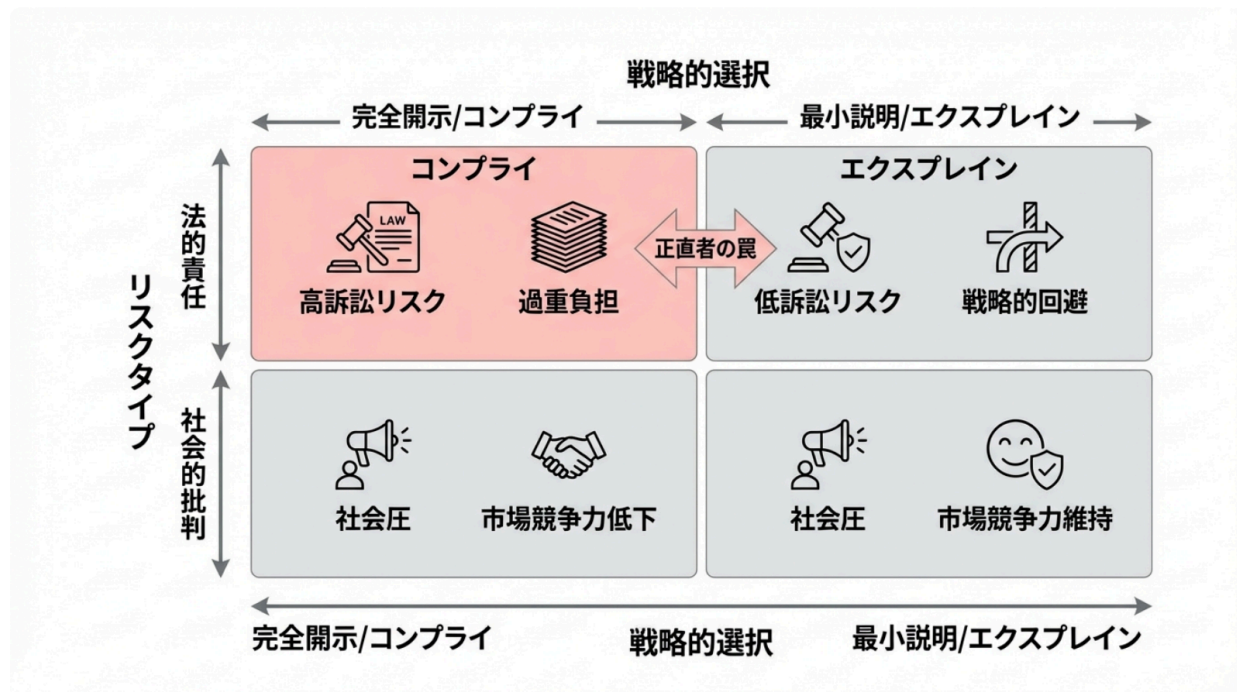 戦略的選択
完全開示/コンプライ
最小説明/エクスプレイン
リスクタイプ
法的責任
コンプライ
LAW
高訴訟リスク
過重負担
正直者の罠
エクスプレイン
低訴訟リスク
戦略的回避
社会的批判
社会圧
市場競争力低下
社会圧
市場競争力維持
完全開示/コンプライ
戦略的選択
最小説明/エクスプレイン